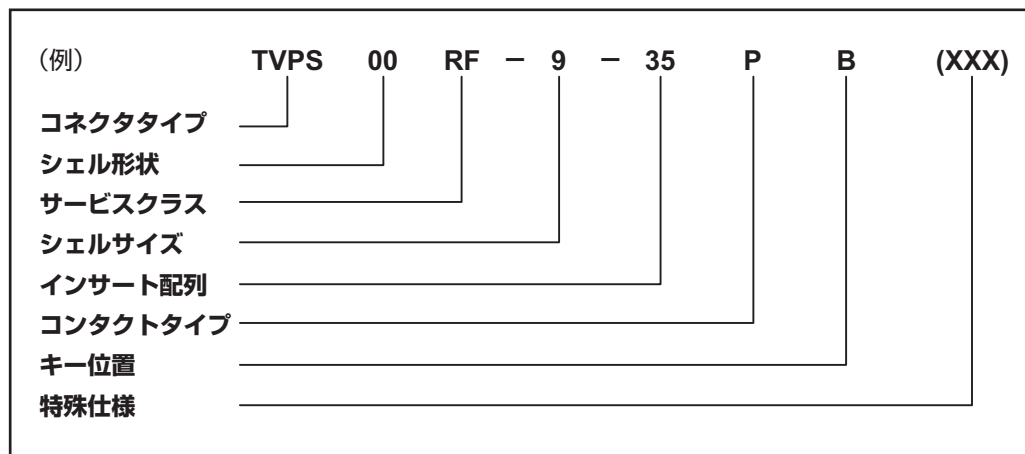 (例) TVPS 00 RF － 9 － 35 P B (XXX)
コネクタタイプ
シェル形状
サービスクラス
シェルサイズ
インサート配列
コンタクトタイプ
キー位置
特殊仕様